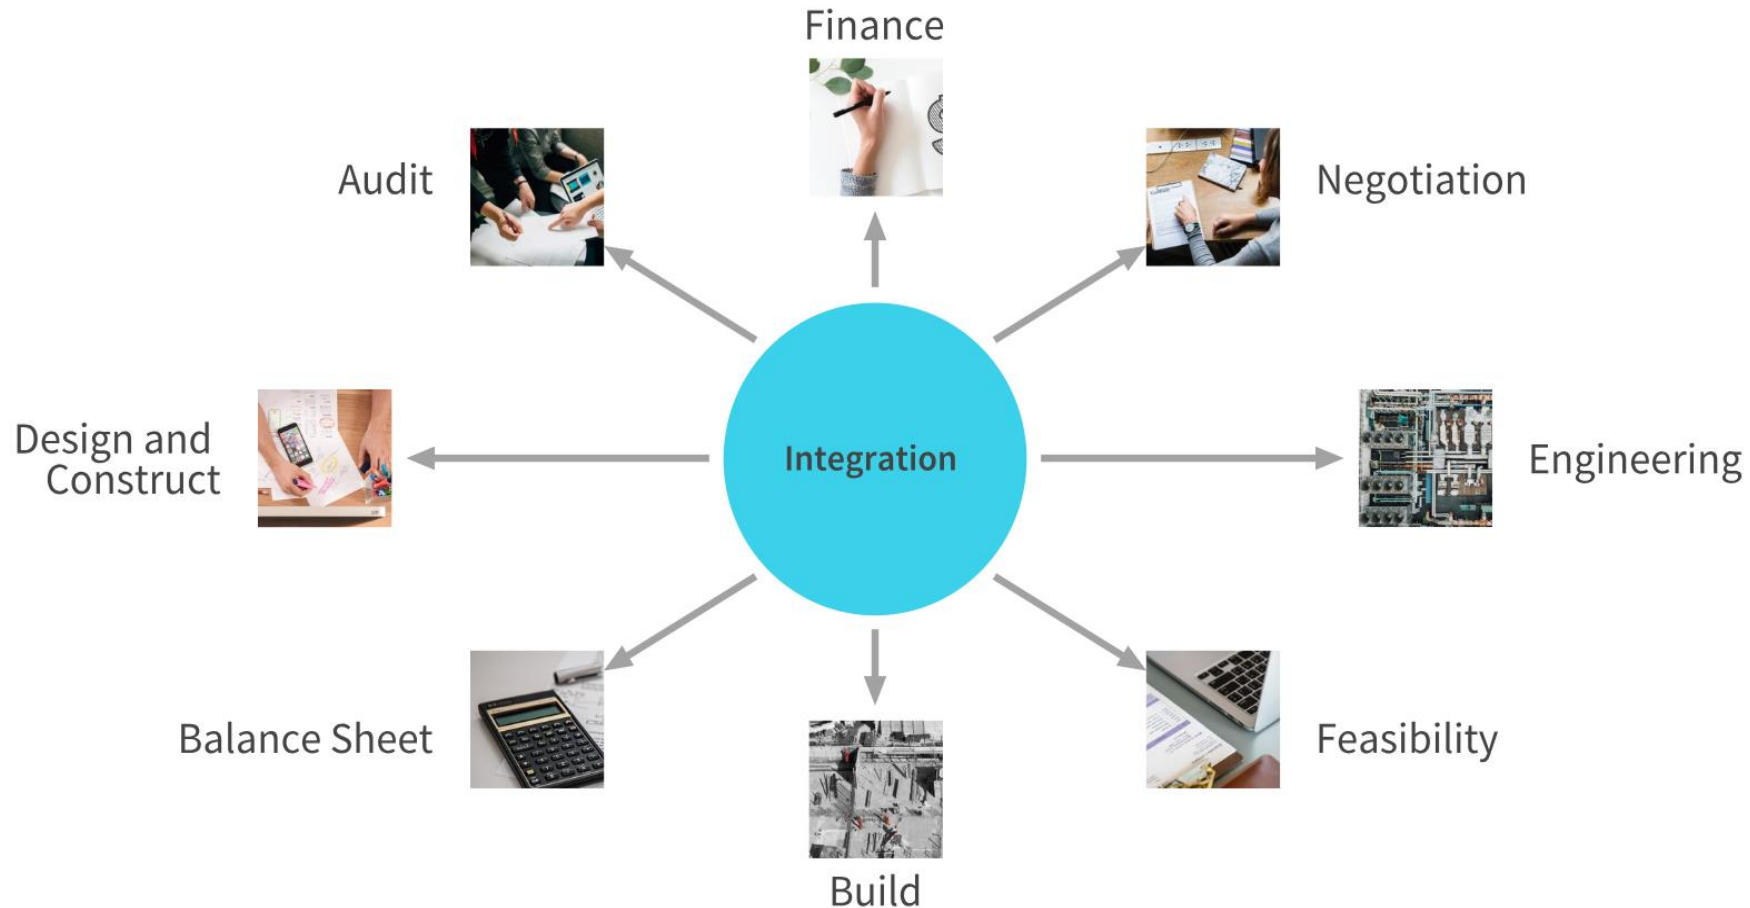 Finance
Audit
Negotiation
Design and
Construct
Integration
Engineering
Balance Sheet
Feasibility
Build